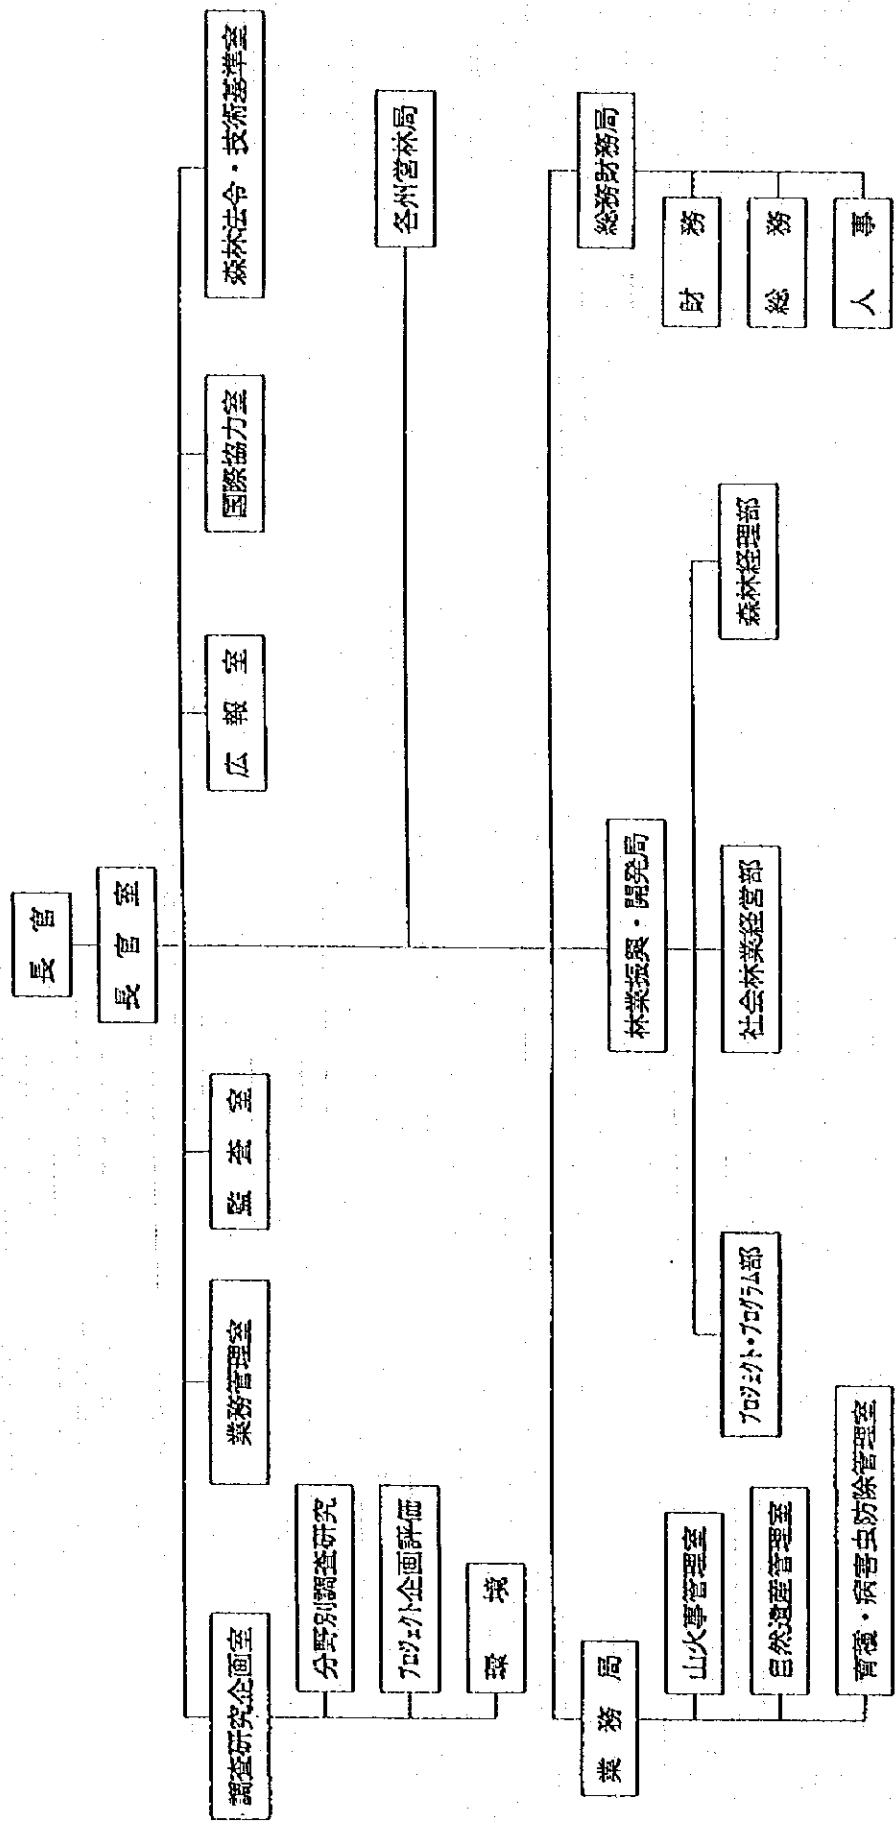 長官
長官室
調査研究企画室
業務管理室
監査室
広報室
国際協力室
森林法令・技術基準室
分野別調査研究
プロジェクト企画評価
環境
各州営林局
業務局
林業振興・開発局
総務財務局
山火事管理室
自然遺産管理室
育種・病害虫防除管理室
プロジェクト・プログラム部
社会林業経営部
森林経理部
財務
総務
人事